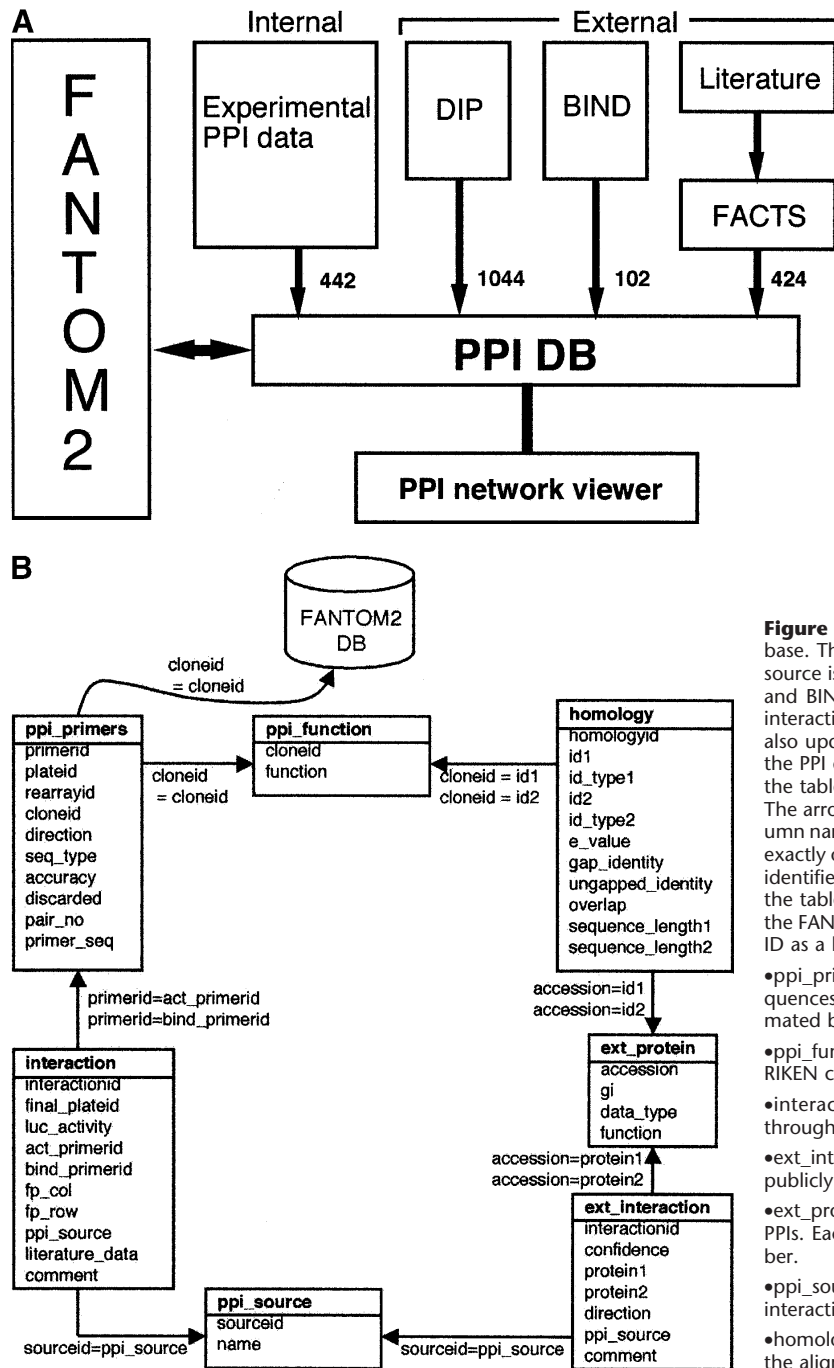 A
Internal
External
F
A
N
T
O
M
2
Experimental
PPI data
DIP
BIND
Literature
FACTS
442
1044
102
424
PPI DB
PPI network viewer
B
FANTOM2
DB
cloneid
= cloneid
ppi_primers
primerid
plateid
rearrayid
cloneid
direction
seq_type
accuracy
discarded
pair_no
primer_seq
cloneid
= cloneid
ppi_function
cloneid
function
cloneid = id1
cloneid = id2
homology
homologyid
id1
id_type1
id2
id_type2
e_value
gap_identity
ungapped_identity
overlap
sequence_length1
sequence_length2
primerid=act_primerid
primerid=bind_primerid
accession=id1
accession=id2
interaction
interactionid
final_plateid
luc_activity
act_primerid
bind_primerid
fp_col
fp_row
ppi_source
literature_data
comment
ext_protein
accession
gi
data_type
function
accession=protein1
accession=protein2
ext_interaction
interactionid
confidence
protein1
protein2
direction
ppi_source
comment
sourceid=ppi_source
ppi_source
sourceid
name
sourceid=ppi_source
Figure
base. Th
source is
and BIN
interactio
also upo
the PPI
the table
The arro
umn nar
exactly o
identifie
the table
the FAN
ID as a
•ppi_pri
quences
mated b
•ppi_fun
RIKEN c
•interac
through
•ext_int
publicly
•ext_pro
PPIs. Eac
ber.
•ppi_sou
interacti
•homolo
the alig